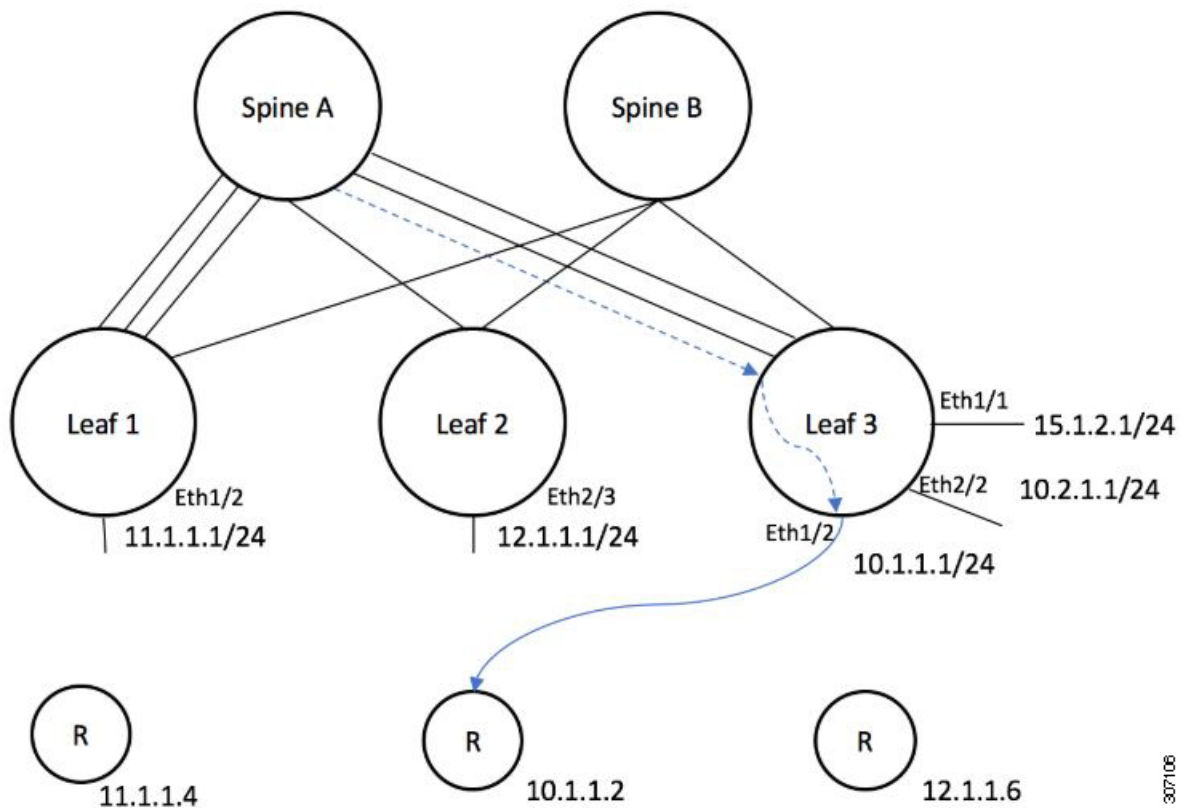 Spine A
Spine B
Leaf 1
Leaf 2
Leaf 3
Eth1/1
15.1.2.1/24
Eth2/2
10.2.1.1/24
Eth1/2
11.1.1.1/24
Eth2/3
12.1.1.1/24
Eth1/2
10.1.1.1/24
R
11.1.1.4
R
10.1.1.2
R
12.1.1.6
307106